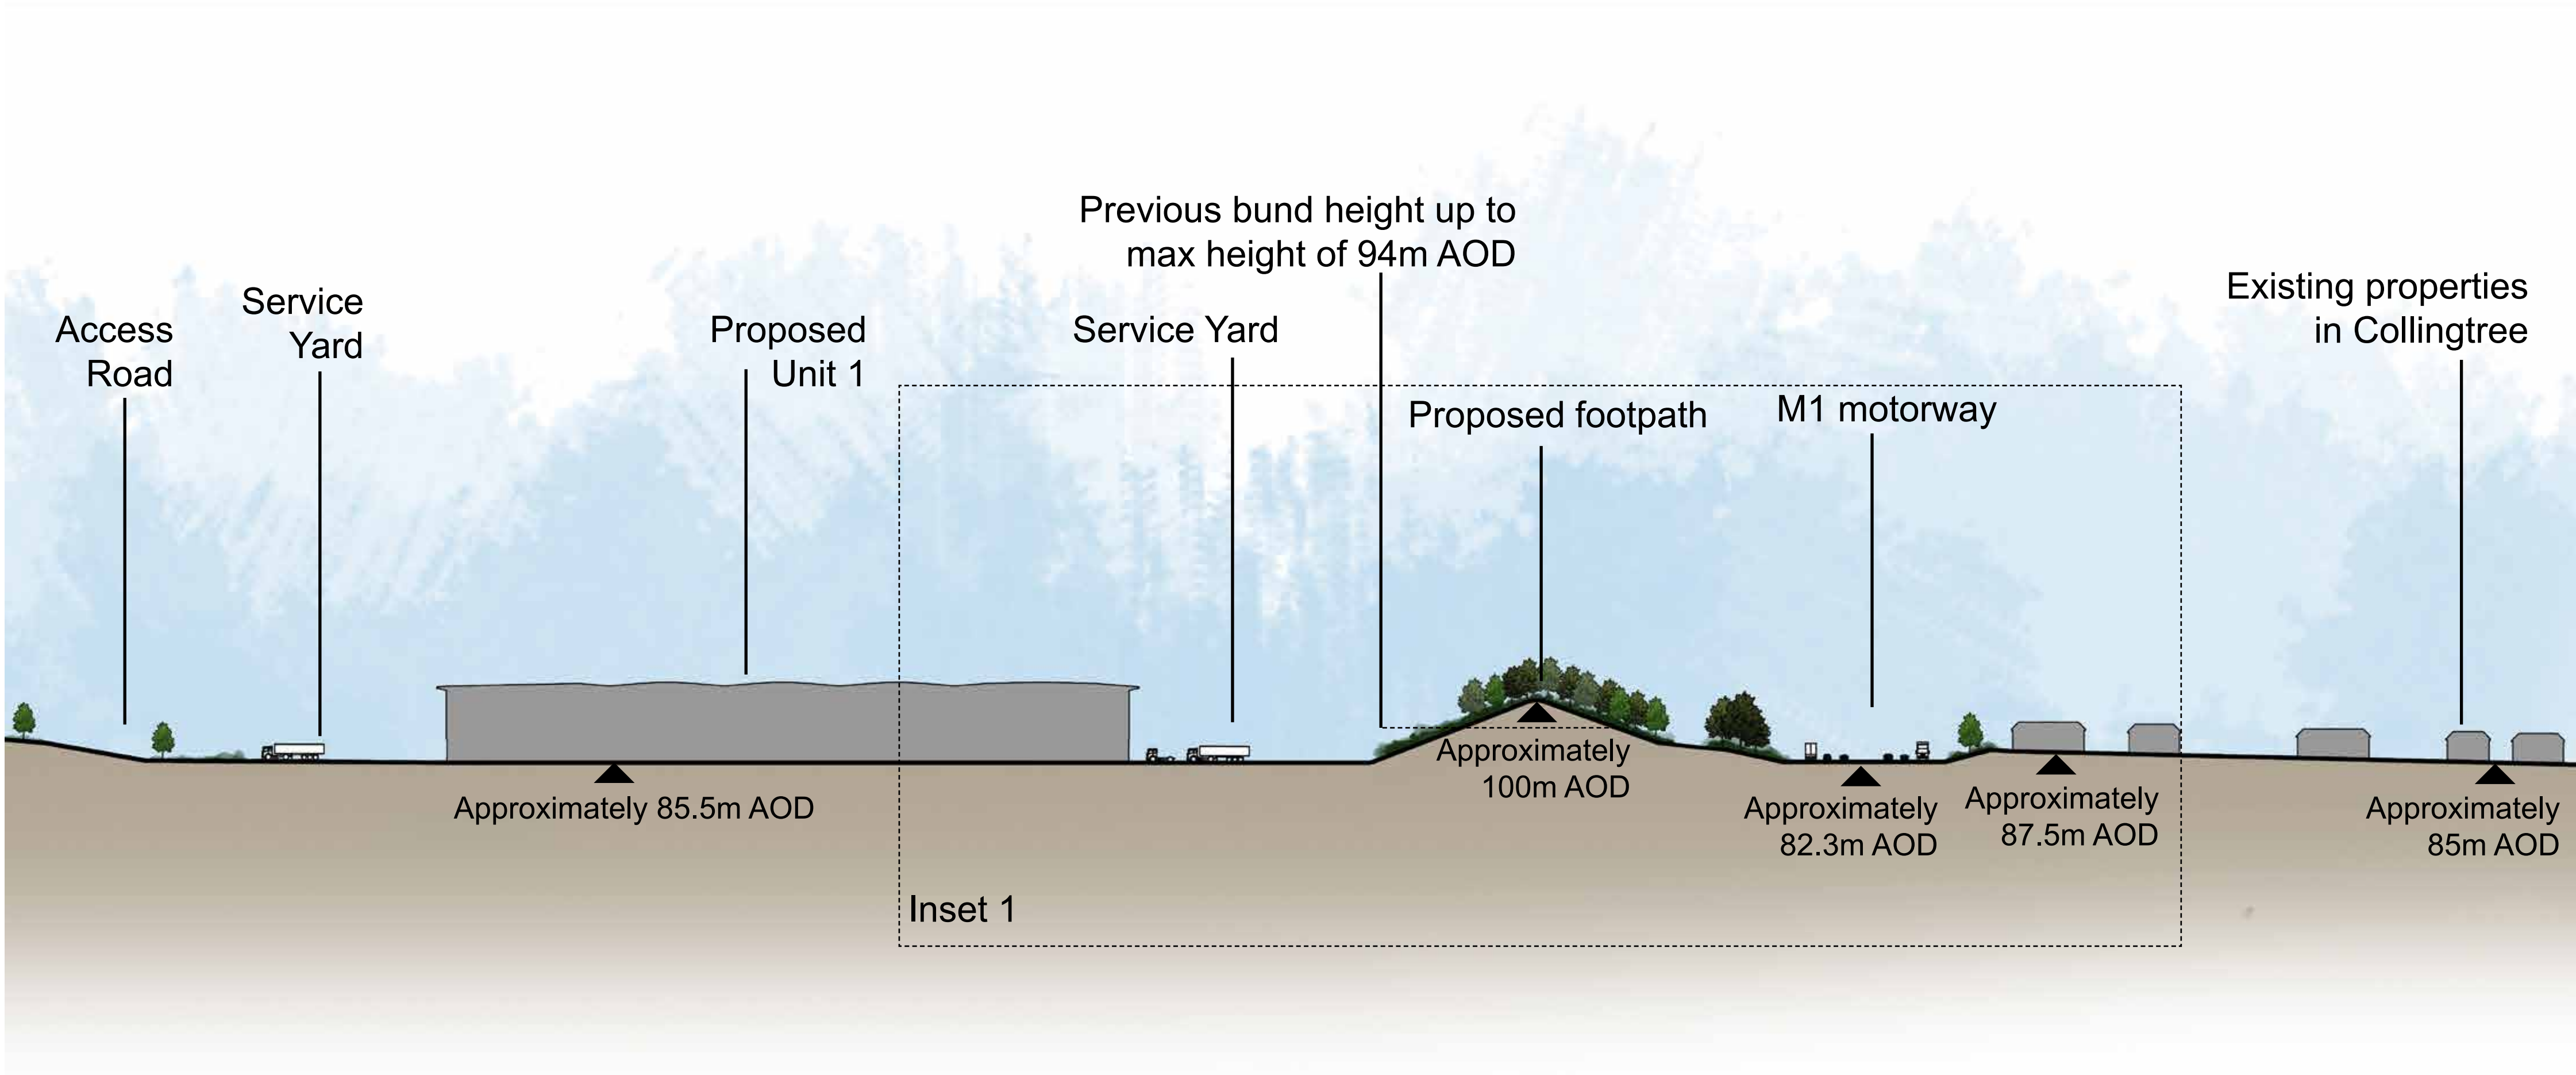 Access
Road
Service
Yard
Proposed
Unit 1
Previous bund height up to
max height of 94m AOD
Service Yard
Proposed footpath
M1 motorway
Existing properties
in Collingtree
Approximately 85.5m AOD
Approximately
100m AOD
Approximately
82.3m AOD
Approximately
87.5m AOD
Approximately
85m AOD
Inset 1